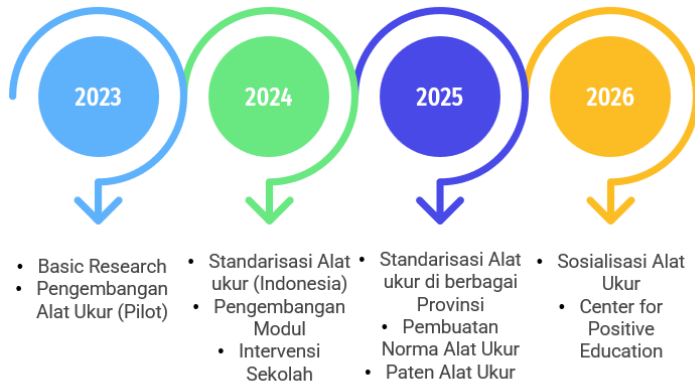 2023
2024
2025
2026
• Basic Research
• Pengembangan
Alat Ukur (Pilot)
• Standarisasi Alat
ukur (Indonesia)
• Pengembangan
Modul
• Intervensi
Sekolah
• Standarisasi Alat
ukur di berbagai
Provinsi
• Pembuatan
Norma Alat Ukur
• Paten Alat Ukur
• Sosialisasi Alat
Ukur
• Center for
Positive
Education